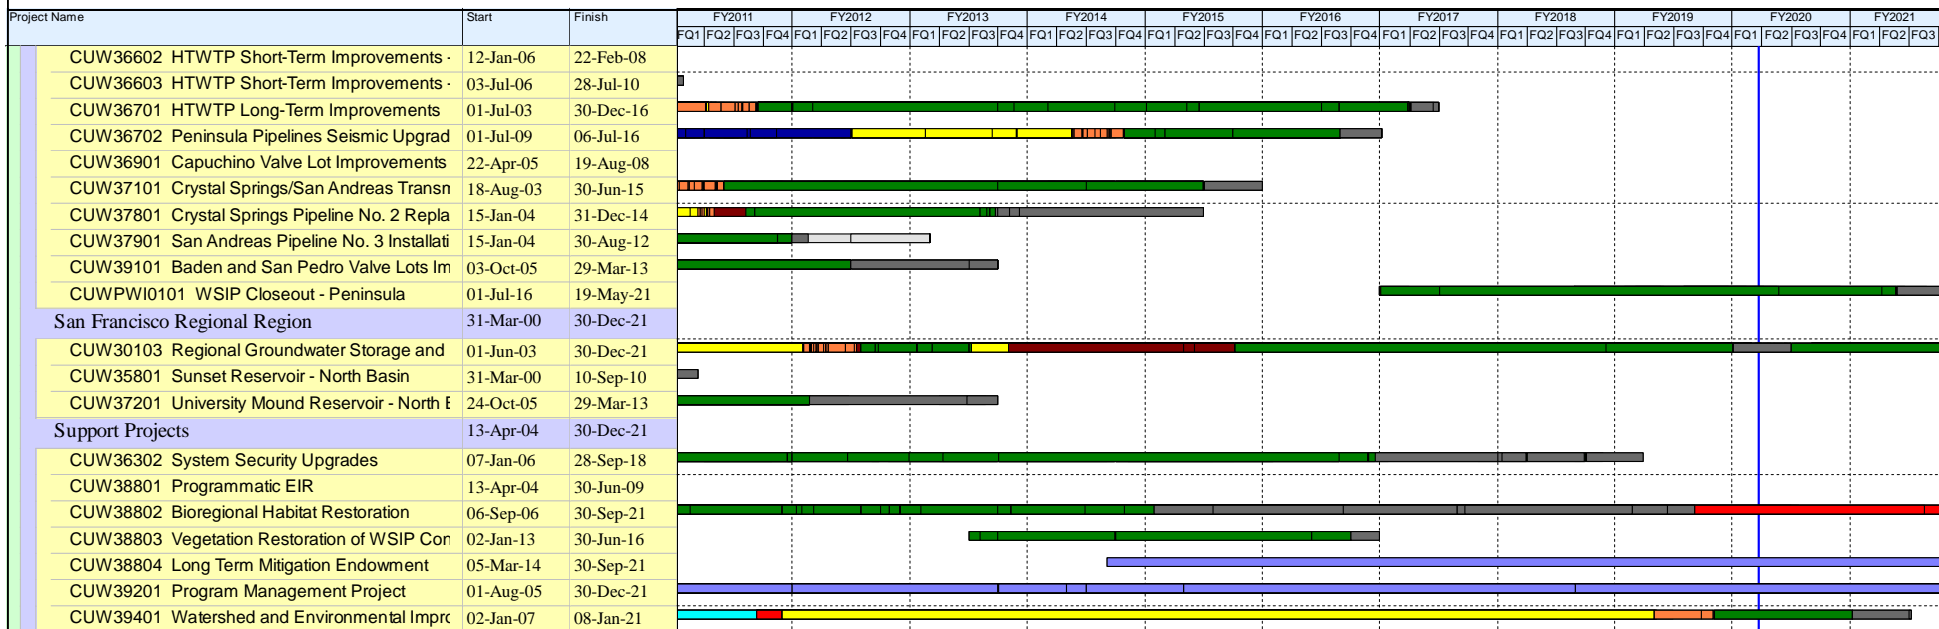 Project Name Start Finish FY2011 FY2012 FY2013 FY2014 FY2015 FY2016 FY2017 FY2018 FY2019 FY2020 FY2021
FQ1 FQ2 FQ3 FQ4 FQ1 FQ2 FQ3 FQ4 FQ1 FQ2 FQ3 FQ4 FQ1 FQ2 FQ3 FQ4 FQ1 FQ2 FQ3 FQ4 FQ1 FQ2 FQ3 FQ4 FQ1 FQ2 FQ3 FQ4 FQ1 FQ2 FQ3 FQ4 FQ1 FQ2 FQ3 FQ4 FQ1 FQ2 FQ3 FQ4 FQ1 FQ2 FQ3
CUW36602 HTWTP Short-Term Improvements - 12-Jan-06 22-Feb-08
CUW36603 HTWTP Short-Term Improvements - 03-Jul-06 28-Jul-10
CUW36701 HTWTP Long-Term Improvements 01-Jul-03 30-Dec-16
CUW36702 Peninsula Pipelines Seismic Upgrad 01-Jul-09 06-Jul-16
CUW36901 Capuchino Valve Lot Improvements 22-Apr-05 19-Aug-08
CUW37101 Crystal Springs/San Andreas Transm 18-Aug-03 30-Jun-15
CUW37801 Crystal Springs Pipeline No. 2 Repla 15-Jan-04 31-Dec-14
CUW37901 San Andreas Pipeline No. 3 Installati 15-Jan-04 30-Aug-12
CUW39101 Baden and San Pedro Valve Lots Im 03-Oct-05 29-Mar-13
CUWPWI0101 WSIP Closeout - Peninsula 01-Jul-16 19-May-21
San Francisco Regional Region 31-Mar-00 30-Dec-21
CUW30103 Regional Groundwater Storage and 01-Jun-03 30-Dec-21
CUW35801 Sunset Reservoir - North Basin 31-Mar-00 10-Sep-10
CUW37201 University Mound Reservoir - North B 24-Oct-05 29-Mar-13
Support Projects 13-Apr-04 30-Dec-21
CUW36302 System Security Upgrades 07-Jan-06 28-Sep-18
CUW38801 Programmatic EIR 13-Apr-04 30-Jun-09
CUW38802 Bioregional Habitat Restoration 06-Sep-06 30-Sep-21
CUW38803 Vegetation Restoration of WSIP Con 02-Jan-13 30-Jun-16
CUW38804 Long Term Mitigation Endowment 05-Mar-14 30-Sep-21
CUW39201 Program Management Project 01-Aug-05 30-Dec-21
CUW39401 Watershed and Environmental Impro 02-Jan-07 08-Jan-21